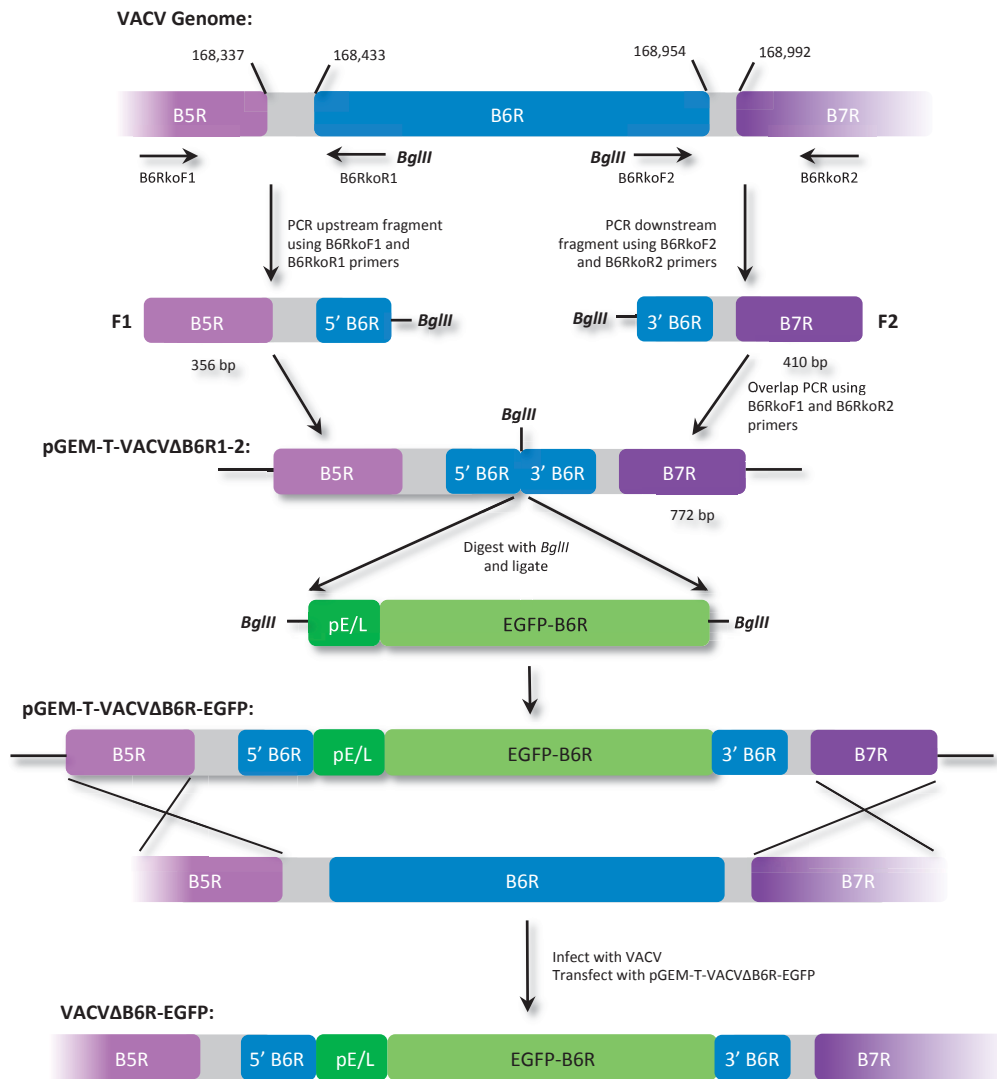 VACV Genome:
168,337
168,433
168,954
168,992
B5R
B6R
B7R
BglII
BglII
B6RkoF1
B6RkoR1
B6RkoF2
B6RkoR2
PCR upstream fragment
using B6RkoF1 and
B6RkoR1 primers
PCR downstream
fragment using B6RkoF2
and B6RkoR2 primers
F1
B5R
5’ B6R
BglII
BglII
3’ B6R
B7R
F2
356 bp
410 bp
Overlap PCR using
B6RkoF1 and B6RkoR2
primers
BglII
pGEM-T-VACVΔB6R1-2:
B5R
5’ B6R
3’ B6R
B7R
772 bp
Digest with BglII
and ligate
BglII
pE/L
EGFP-B6R
BglII
pGEM-T-VACVΔB6R-EGFP:
B5R
5’ B6R
pE/L
EGFP-B6R
3’ B6R
B7R
B5R
B6R
B7R
Infect with VACV
Transfect with pGEM-T-VACVΔB6R-EGFP
VACVΔB6R-EGFP:
B5R
5’ B6R
pE/L
EGFP-B6R
3’ B6R
B7R